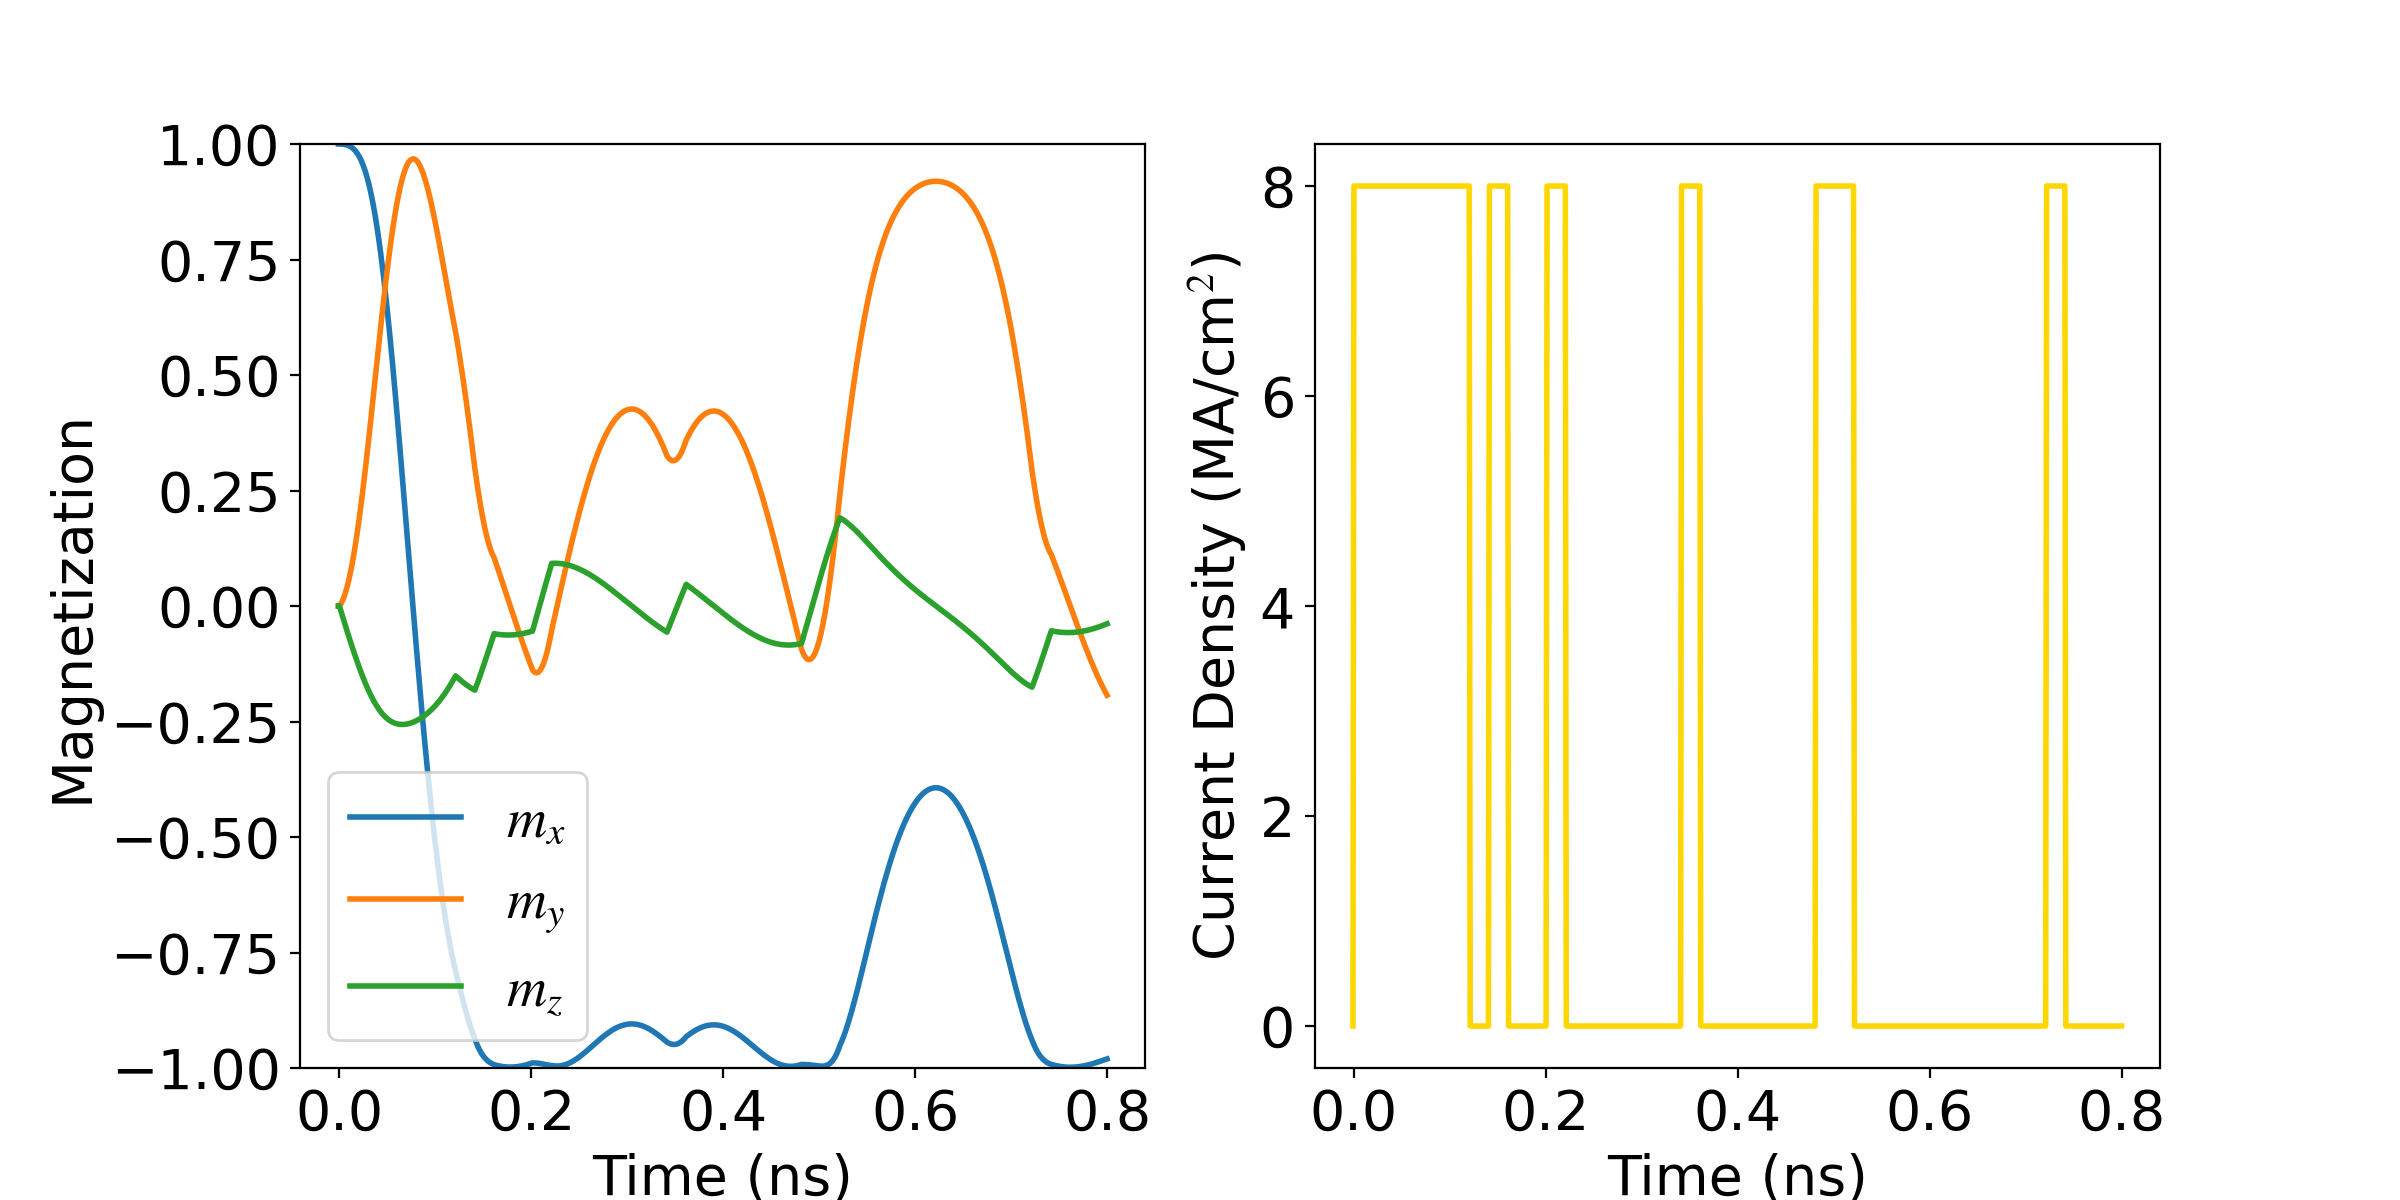 Magnetization
1.00
0.75
0.50
0.25
0.00
−0.25
−0.50
−0.75
−1.00
m_x
m_y
m_z
0.0 0.2 0.4 0.6 0.8
Time (ns)
Current Density (MA/cm²)
8
6
4
2
0
0.0 0.2 0.4 0.6 0.8
Time (ns)